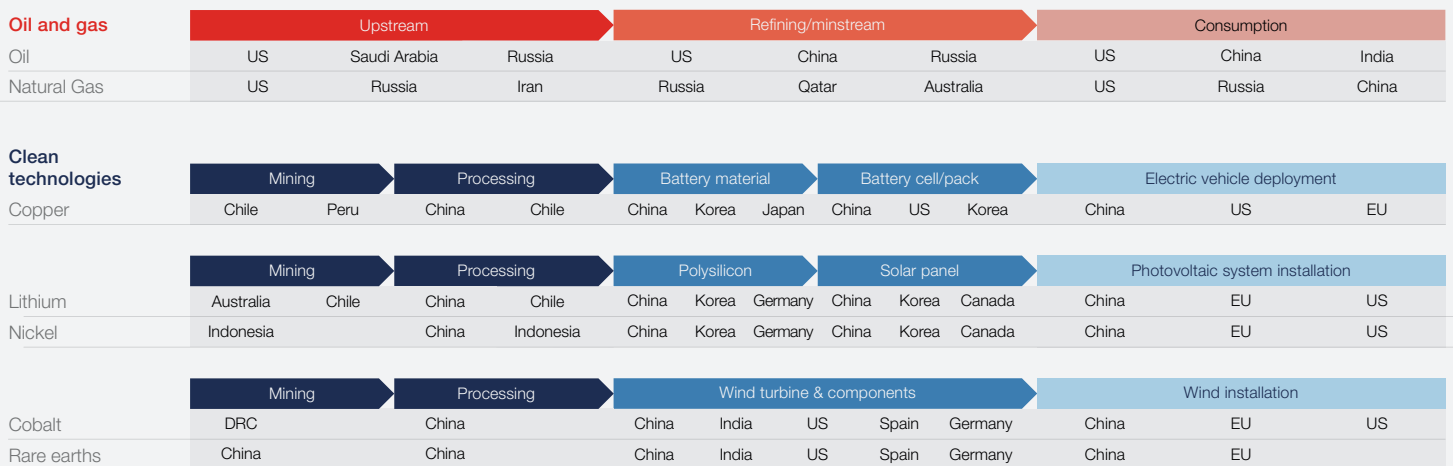 Oil and gas Upstream Refining/minstream Consumption
Oil US Saudi Arabia Russia US China Russia US China India
Natural Gas US Russia Iran Russia Qatar Australia US Russia China
Clean
technologies Mining Processing Battery material Battery cell/pack Electric vehicle deployment
Copper Chile Peru China Chile China Korea Japan China US Korea China US EU
Mining Processing Polysilicon Solar panel Photovoltaic system installation
Lithium Australia Chile China Chile China Korea Germany China Korea Canada China EU US
Nickel Indonesia China Indonesia China Korea Germany China Korea Canada China EU US
Mining Processing Wind turbine & components Wind installation
Cobalt DRC China China India US Spain Germany China EU US
Rare earths China China China India US Spain Germany China EU